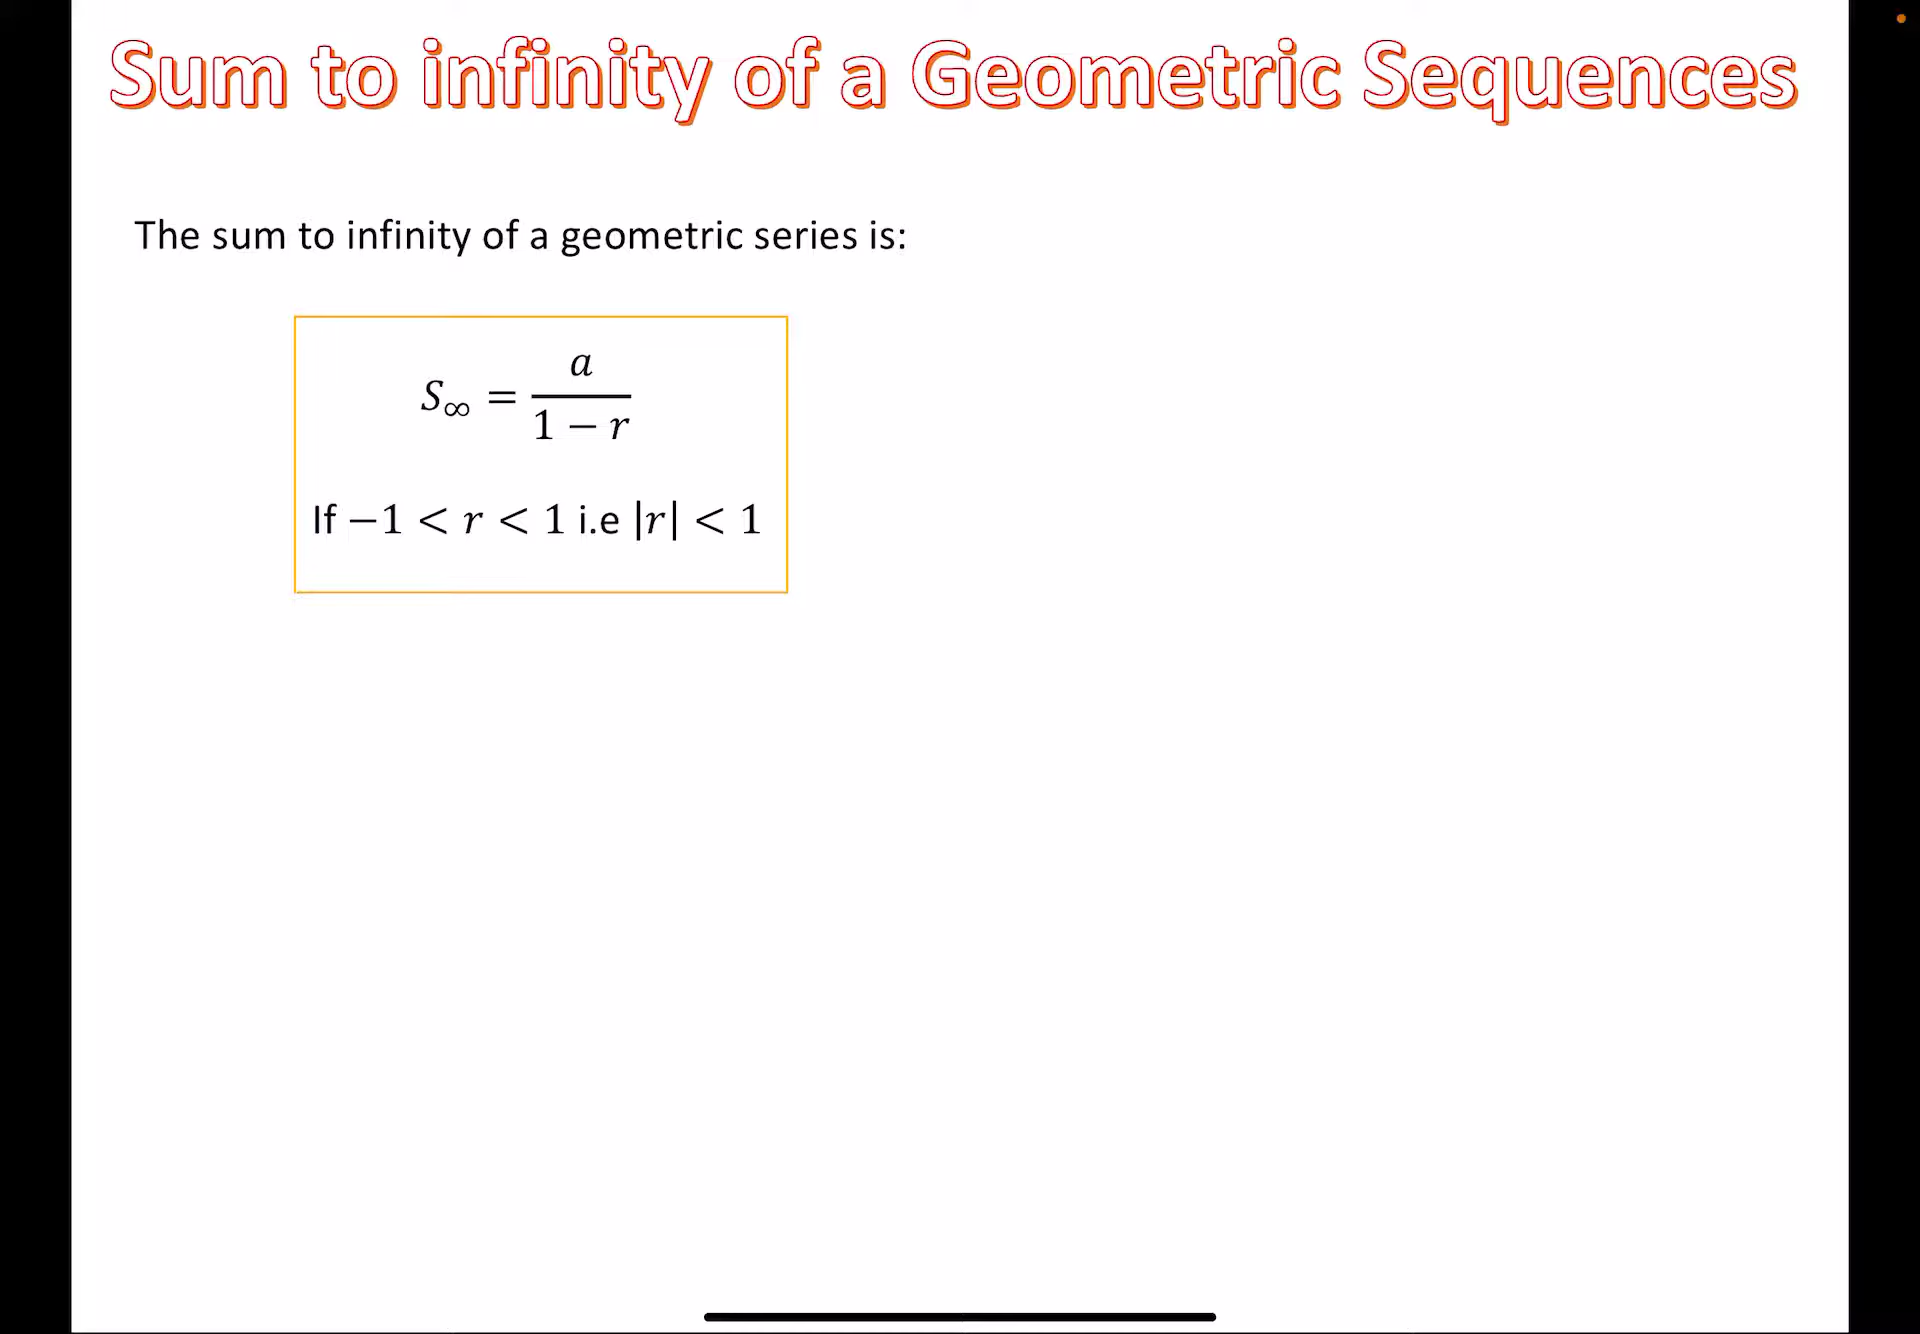 Sum to infinity of a Geometric Sequences
The sum to infinity of a geometric series is:
S∞ = a / (1 − r)
If −1 < r < 1 i.e |r| < 1